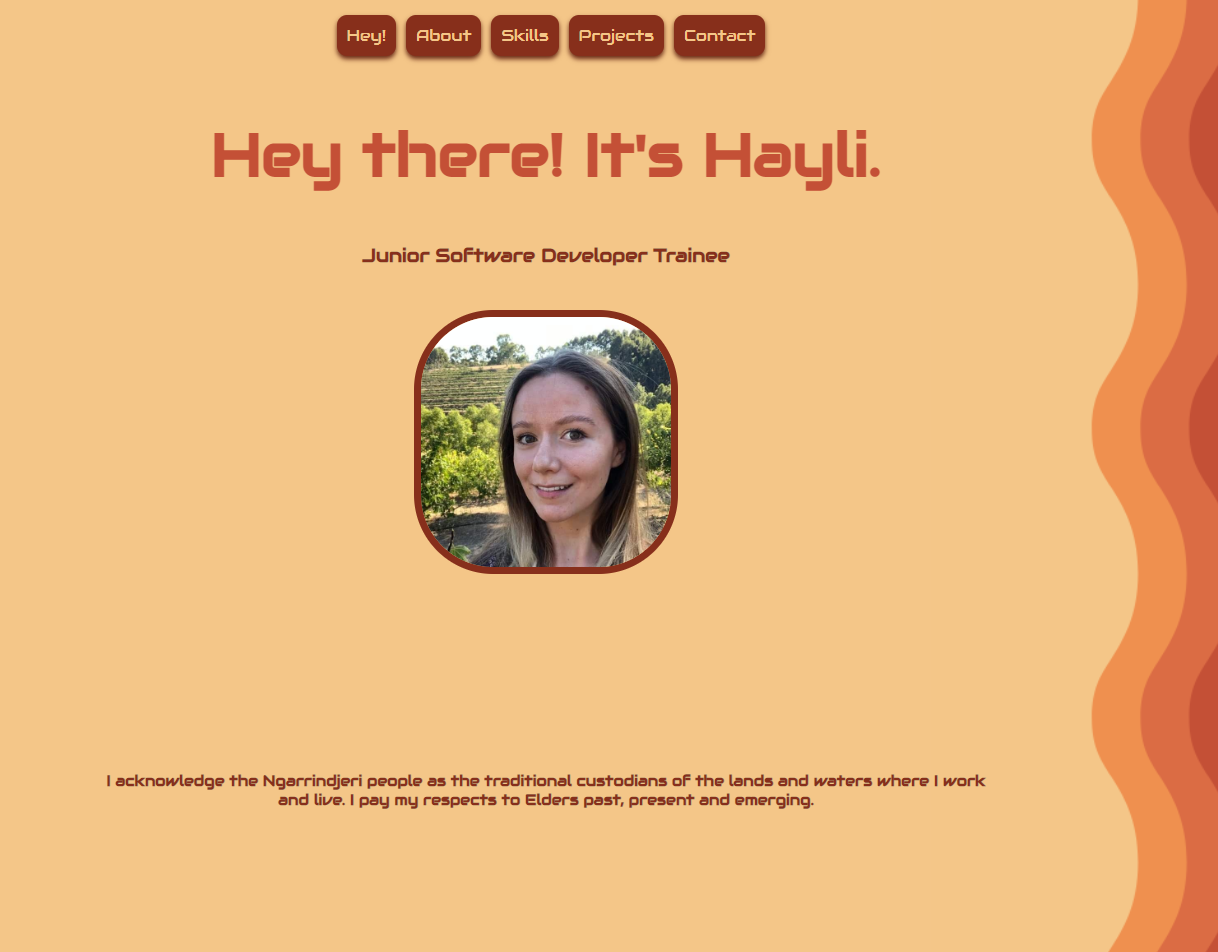 Hey! About Skills Projects Contact
Hey there! It's Hayli.
Junior Software Developer Trainee
I acknowledge the Ngarrindjeri people as the traditional custodians of the lands and waters where I work
and live. I pay my respects to Elders past, present and emerging.